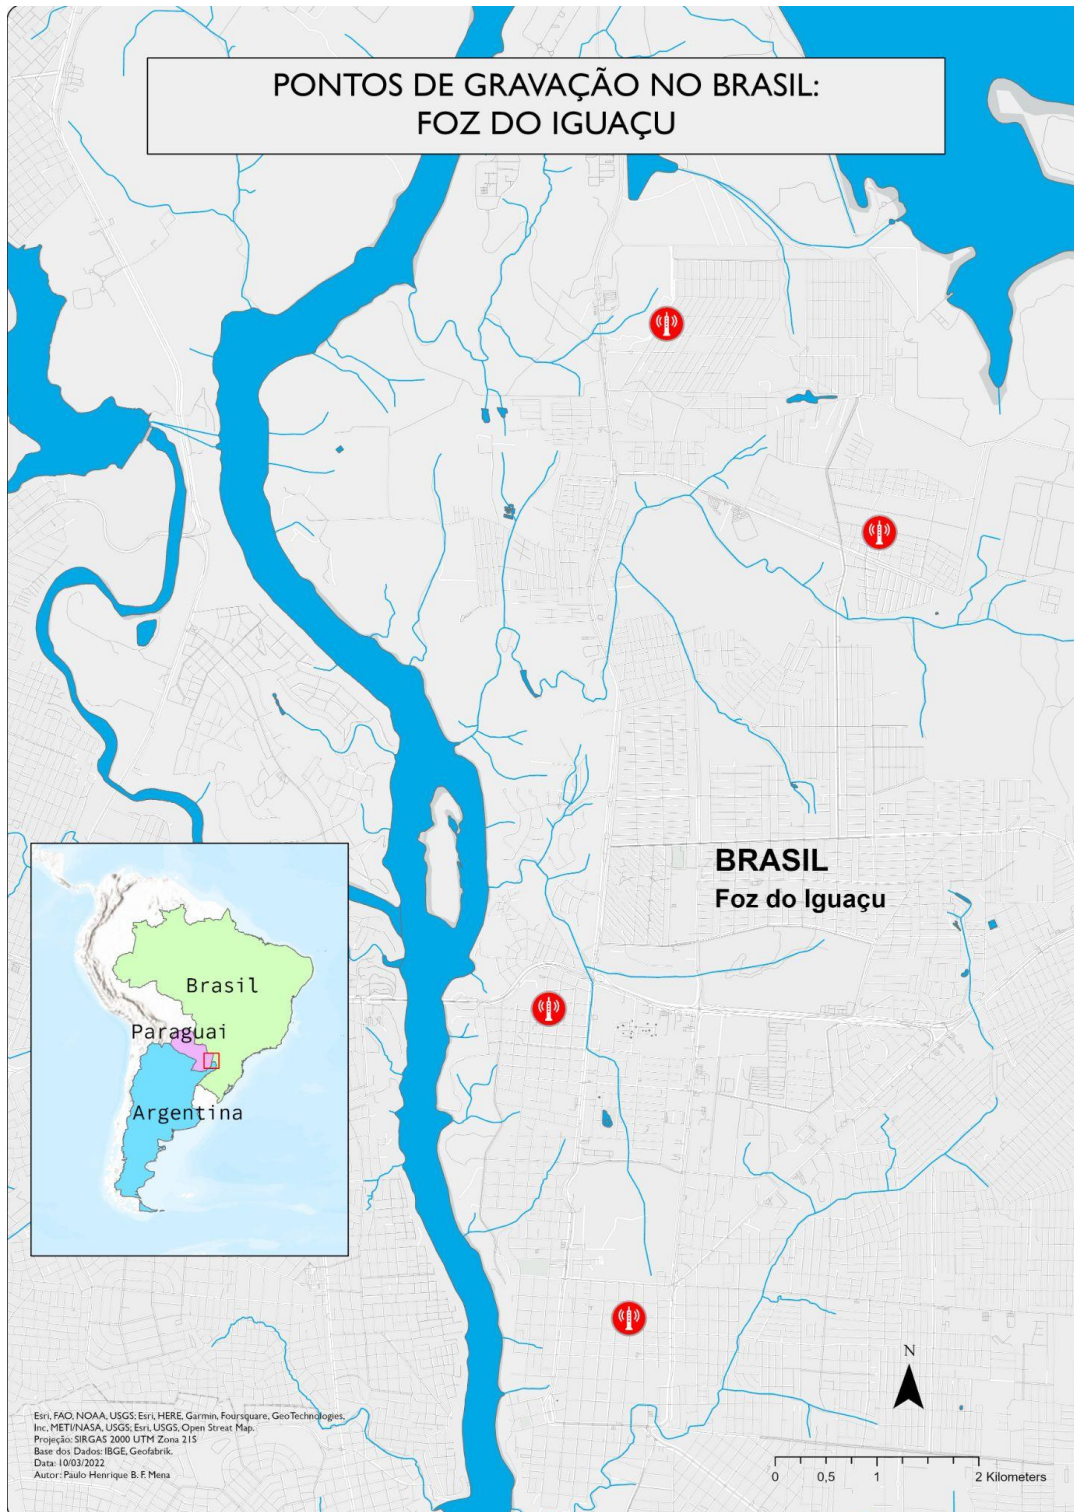 PONTOS DE GRAVAÇÃO NO BRASIL:
FOZ DO IGUAÇU
BRASIL
Foz do Iguaçu
Brasil
Paraguai
Argentina
N
0 0,5 1 2 Kilometers
Esri, FAO, NOAA, USGS; Esri, HERE, Garmin, Foursquare, GeoTechnologies,
Inc, METI/NASA, USGS; Esri, USGS, Open Streat Map.
Projeção: SIRGAS 2000 UTM Zona 21S
Base dos Dados: IBGE, Geofabrik.
Data: 10/03/2022
Autor: Paulo Henrique B. F. Mena